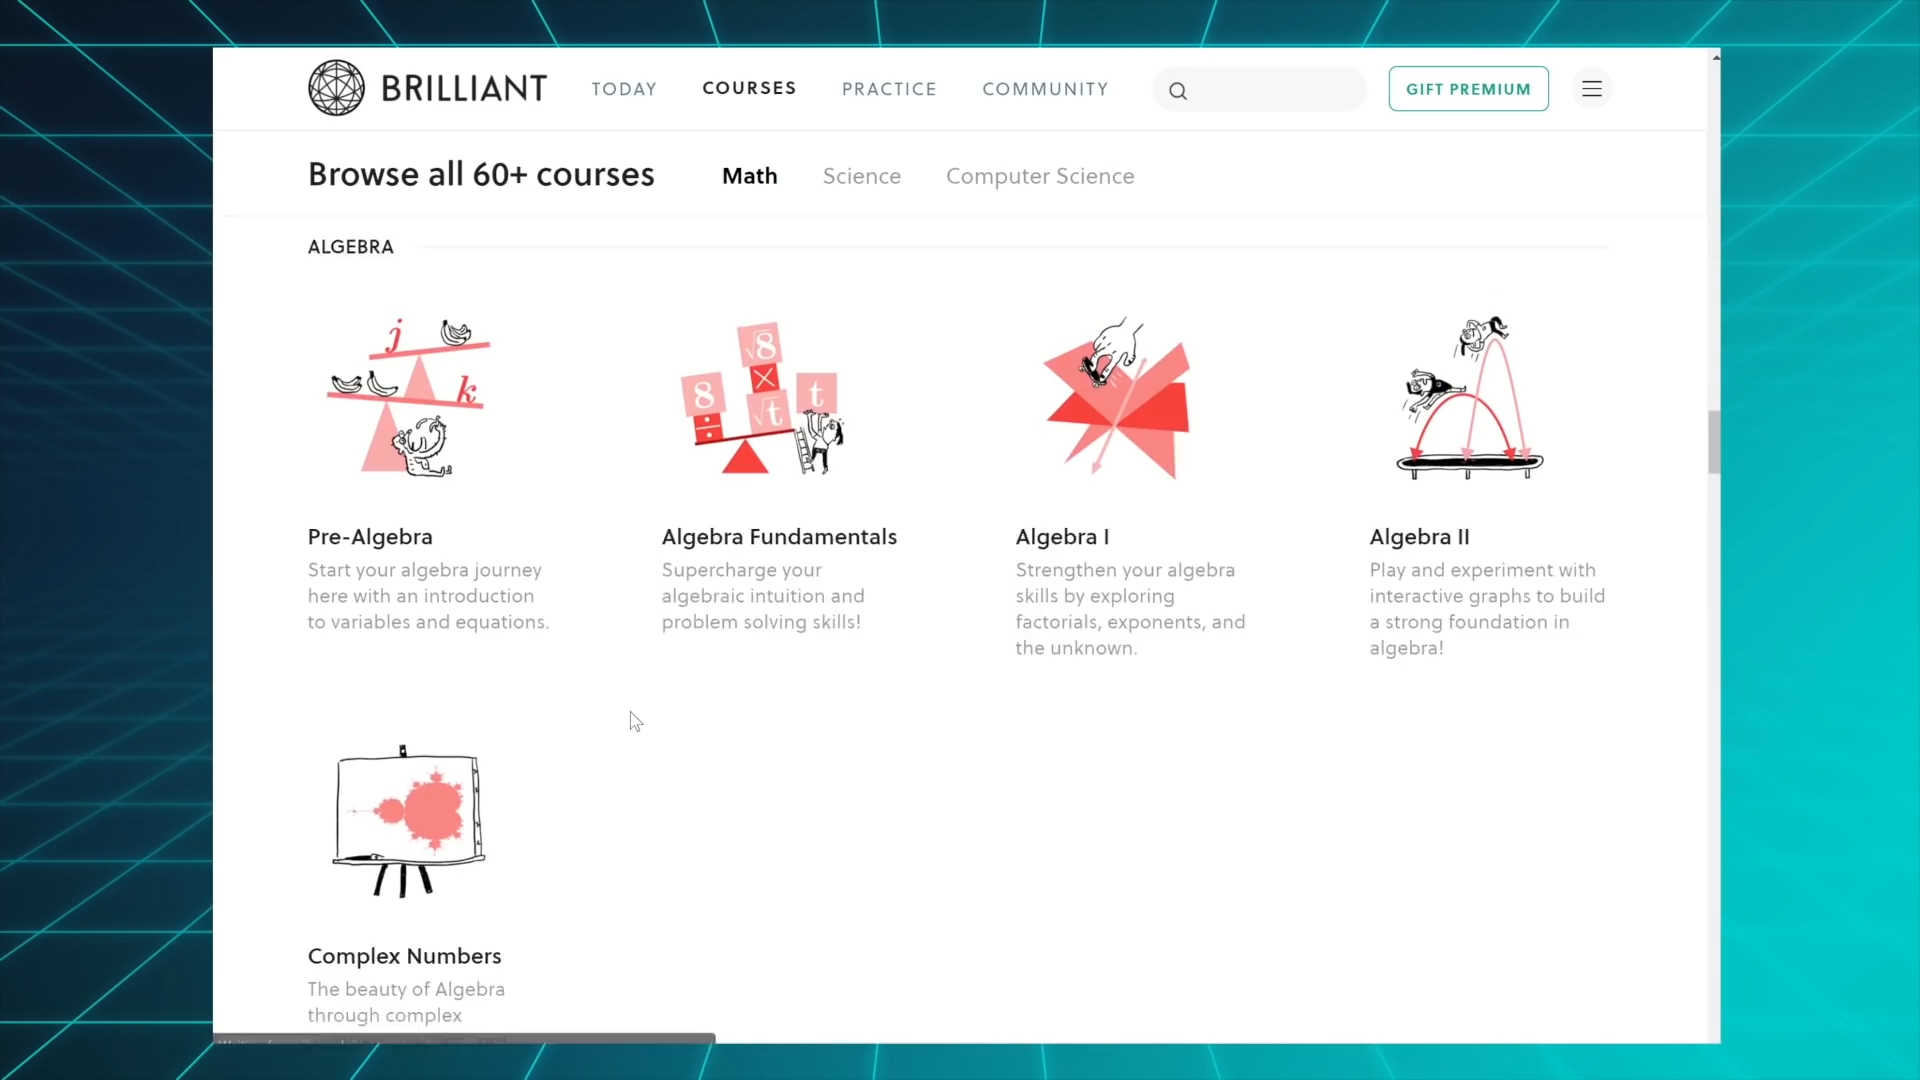 BRILLIANT
TODAY
COURSES
PRACTICE
COMMUNITY
GIFT PREMIUM
Browse all 60+ courses
Math
Science
Computer Science
ALGEBRA
j
k
√8
×
8
÷
√t
t
Pre-Algebra
Start your algebra journey
here with an introduction
to variables and equations.
Algebra Fundamentals
Supercharge your
algebraic intuition and
problem solving skills!
Algebra I
Strengthen your algebra
skills by exploring
factorials, exponents, and
the unknown.
Algebra II
Play and experiment with
interactive graphs to build
a strong foundation in
algebra!
Complex Numbers
The beauty of Algebra
through complex